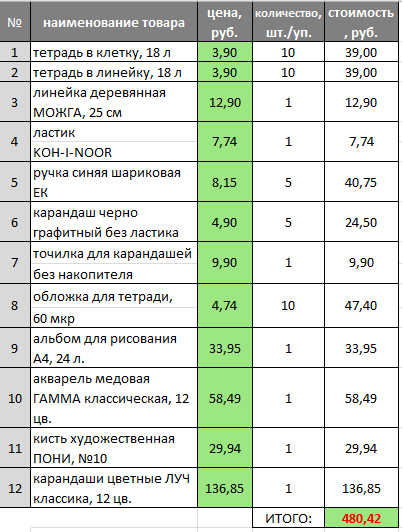 № наименование товара цена, руб. количество, шт./уп. стоимость, руб.
1 тетрадь в клетку, 18 л 3,90 10 39,00
2 тетрадь в линейку, 18 л 3,90 10 39,00
3 линейка деревянная
МОЖГА, 25 см 12,90 1 12,90
4 ластик
KOH-I-NOOR 7,74 1 7,74
5 ручка синяя шариковая
ЕК 8,15 5 40,75
6 карандаш черно
графитный без ластика 4,90 5 24,50
7 точилка для карандашей
без накопителя 9,90 1 9,90
8 обложка для тетради,
60 мкр 4,74 10 47,40
9 альбом для рисования
А4, 24 л. 33,95 1 33,95
10 акварель медовая
ГАММА классическая, 12
цв. 58,49 1 58,49
11 кисть художественная
ПОНИ, №10 29,94 1 29,94
12 карандаши цветные ЛУЧ
классика, 12 цв. 136,85 1 136,85
ИТОГО: 480,42